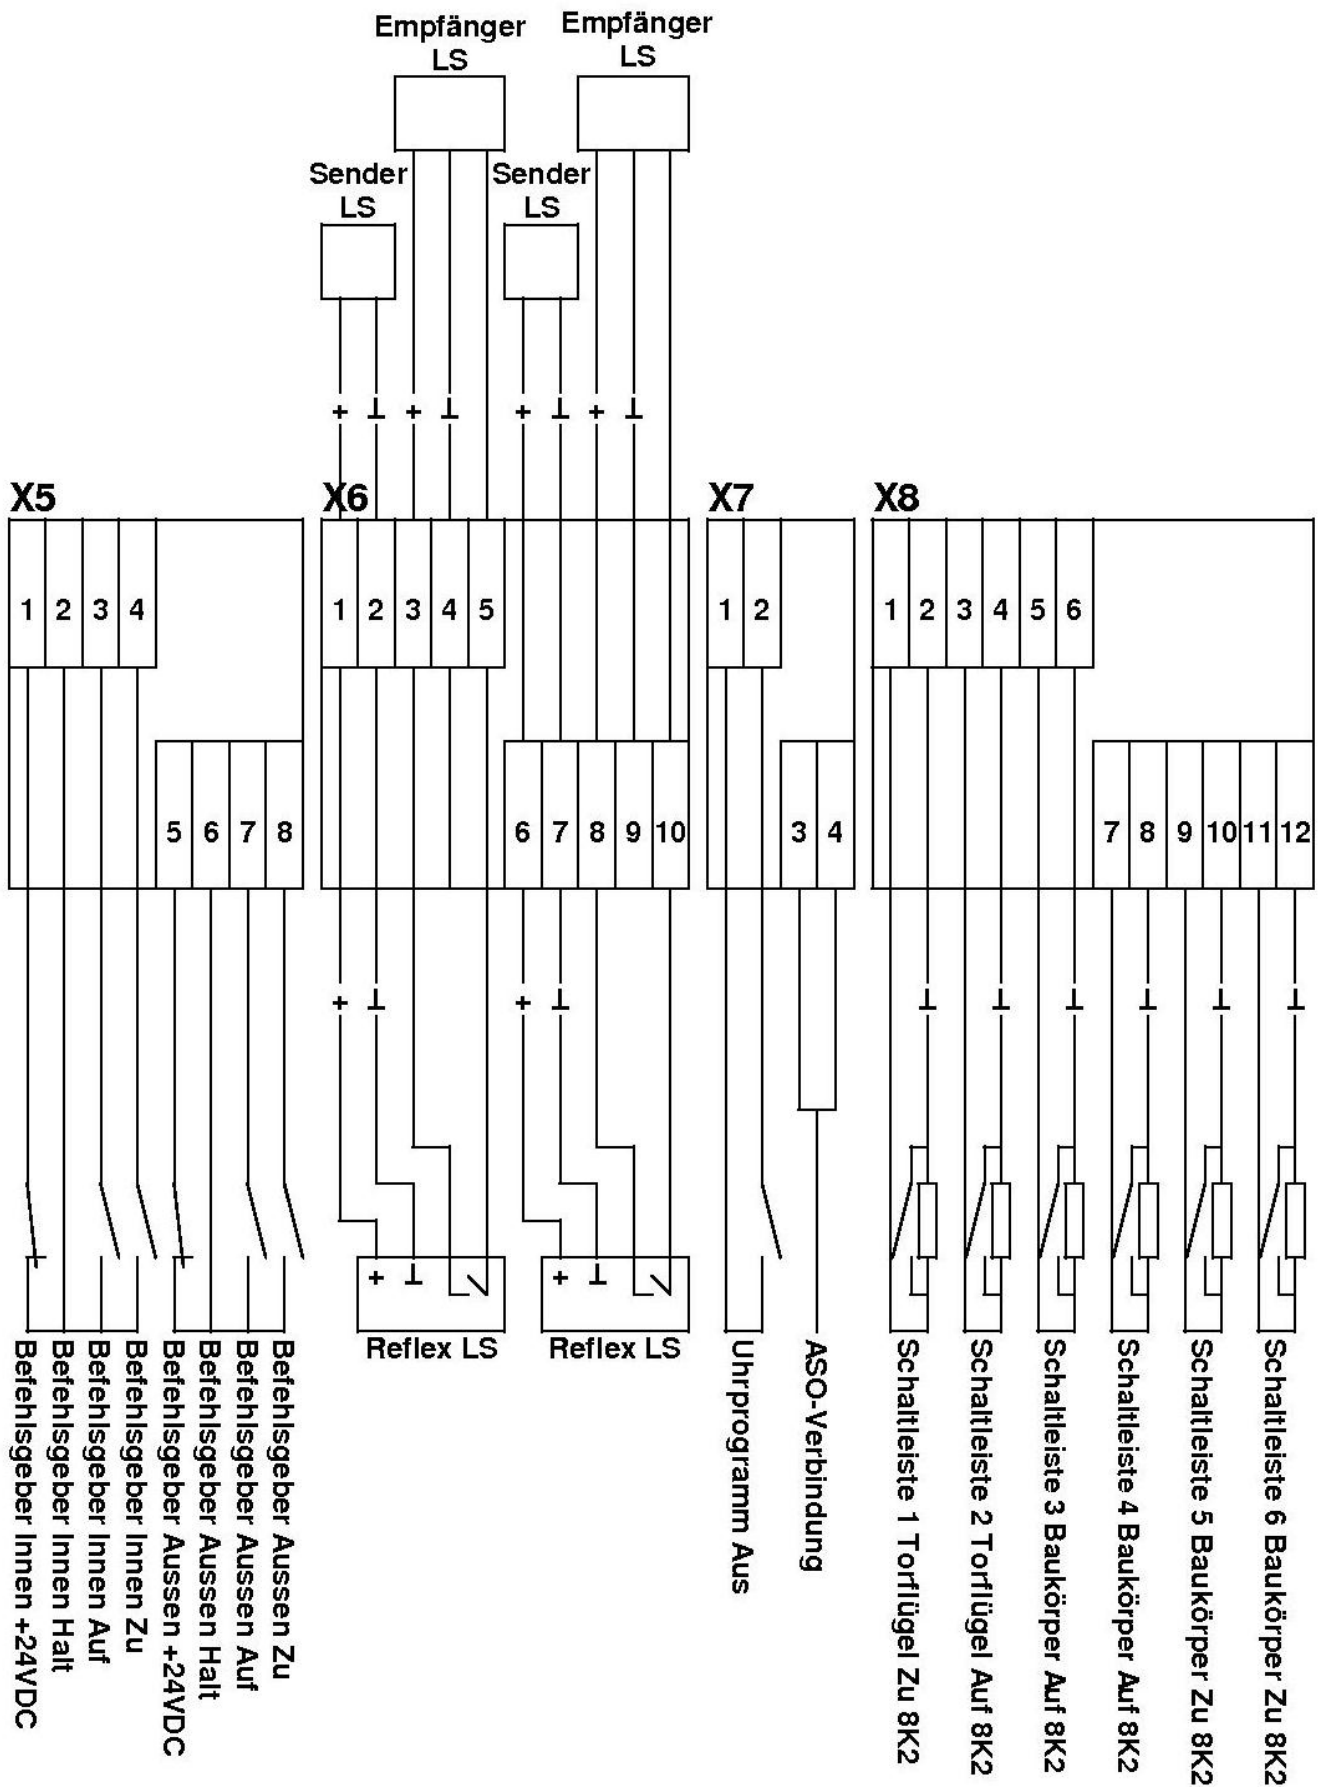 Empfänger
LS
Empfänger
LS
Sender
LS
Sender
LS
+ ⊥ + ⊥ + ⊥ + ⊥
X5 X6 X7 X8
1 2 3 4 1 2 3 4 5 1 2 1 2 3 4 5 6
5 6 7 8 6 7 8 9 10 3 4 7 8 9 10 11 12
+ ⊥ + ⊥ ⊥ ⊥ ⊥ ⊥ ⊥ ⊥
+ ⊥ + ⊥
Reflex LS
Reflex LS
Befehlsgeber Innen +24VDC
Befehlsgeber Innen Halt
Befehlsgeber Innen Auf
Befehlsgeber Innen Zu
Befehlsgeber Aussen +24VDC
Befehlsgeber Aussen Halt
Befehlsgeber Aussen Auf
Befehlsgeber Aussen Zu
Uhrprogramm Aus
ASO-Verbindung
Schaltleiste 1 Torflügel Zu 8K2
Schaltleiste 2 Torflügel Auf 8K2
Schaltleiste 3 Baukörper Auf 8K2
Schaltleiste 4 Baukörper Auf 8K2
Schaltleiste 5 Baukörper Zu 8K2
Schaltleiste 6 Baukörper Zu 8K2